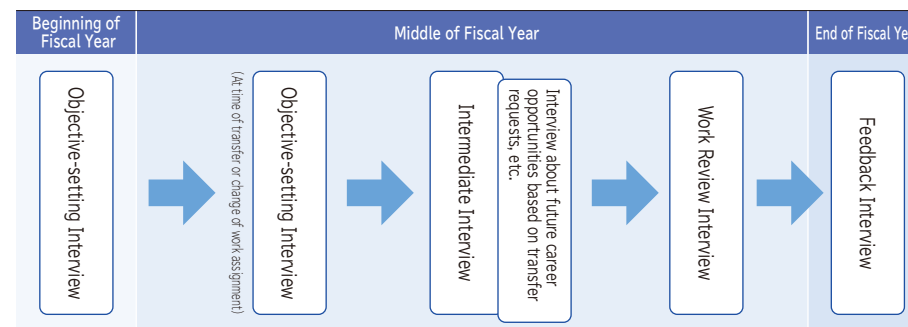 Beginning of
Fiscal Year
Middle of Fiscal Year
End of Fiscal Ye
Objective-setting Interview
(At time of transfer or change of work assignment)
Objective-setting Interview
Intermediate Interview
Interview about future career
opportunities based on transfer
requests, etc.
Work Review Interview
Feedback Interview